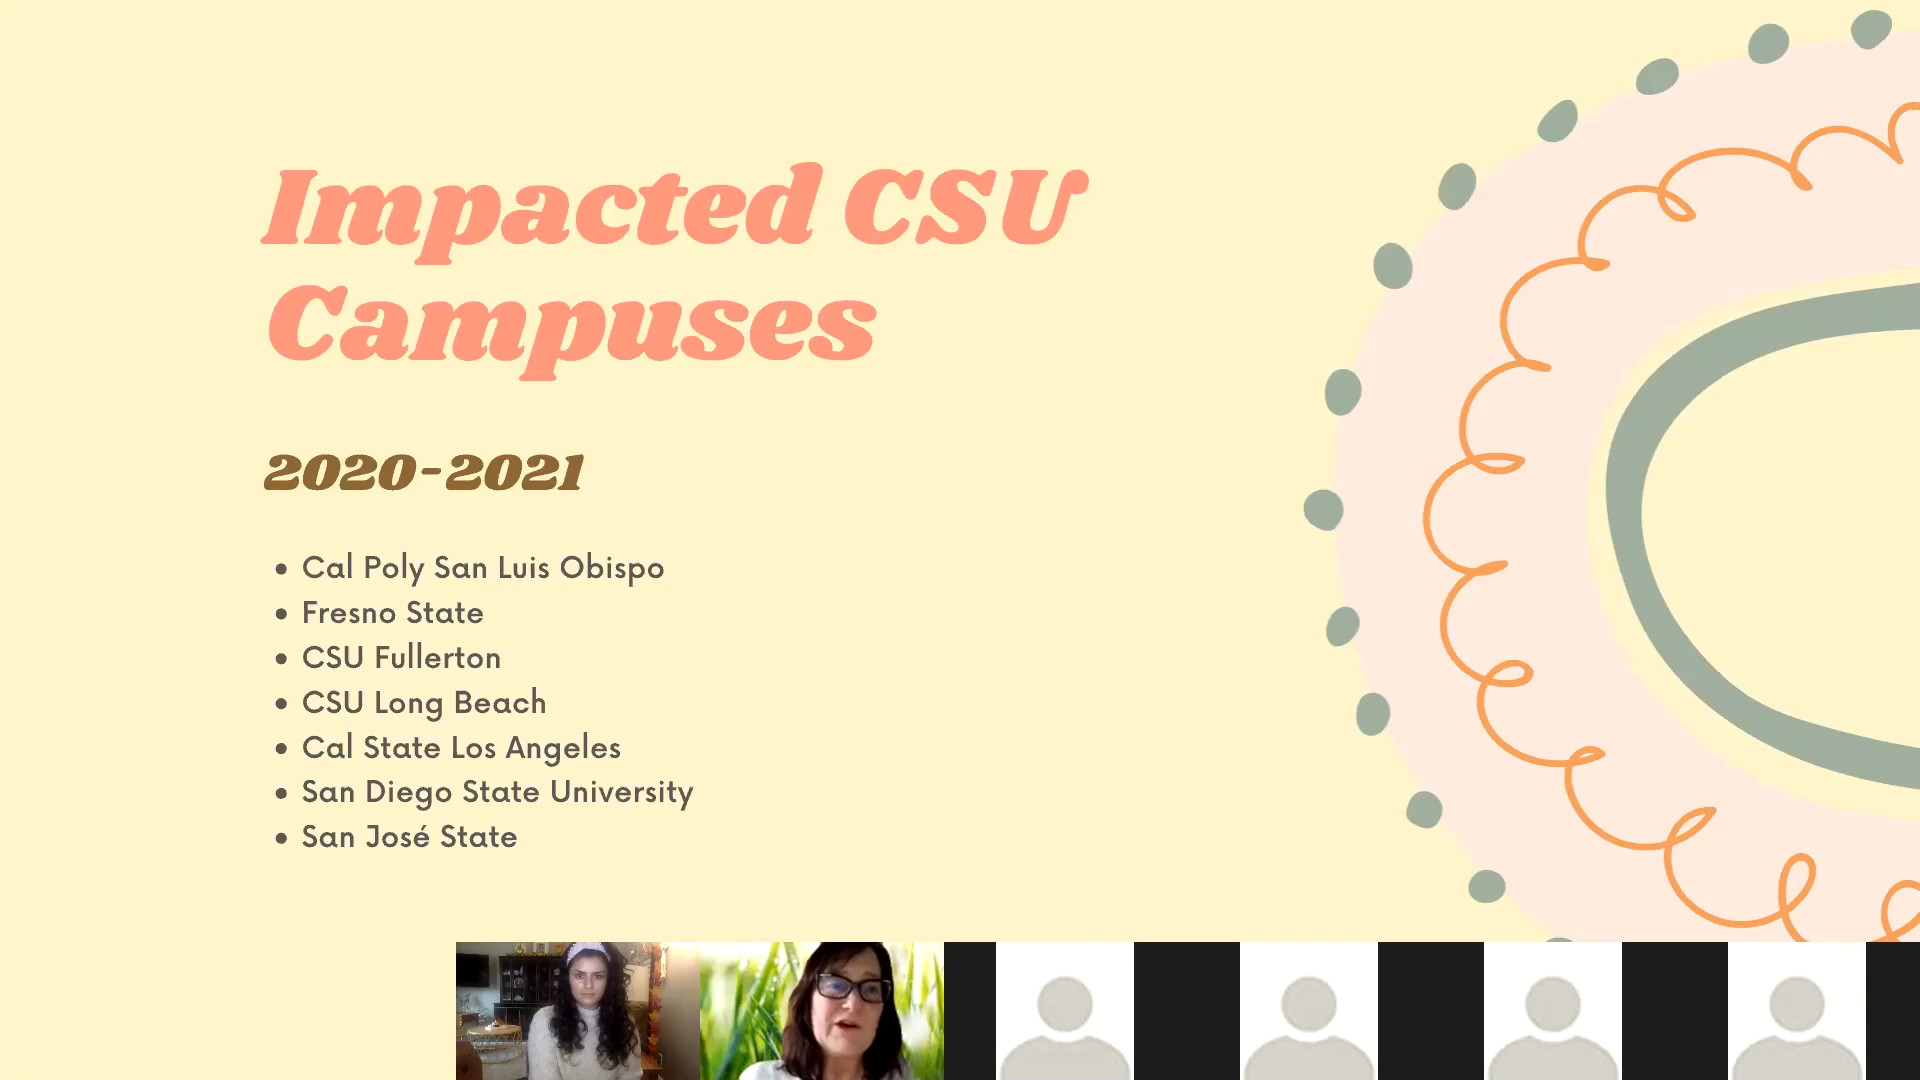 Impacted CSU
Campuses
2020-2021
• Cal Poly San Luis Obispo
• Fresno State
• CSU Fullerton
• CSU Long Beach
• Cal State Los Angeles
• San Diego State University
• San José State